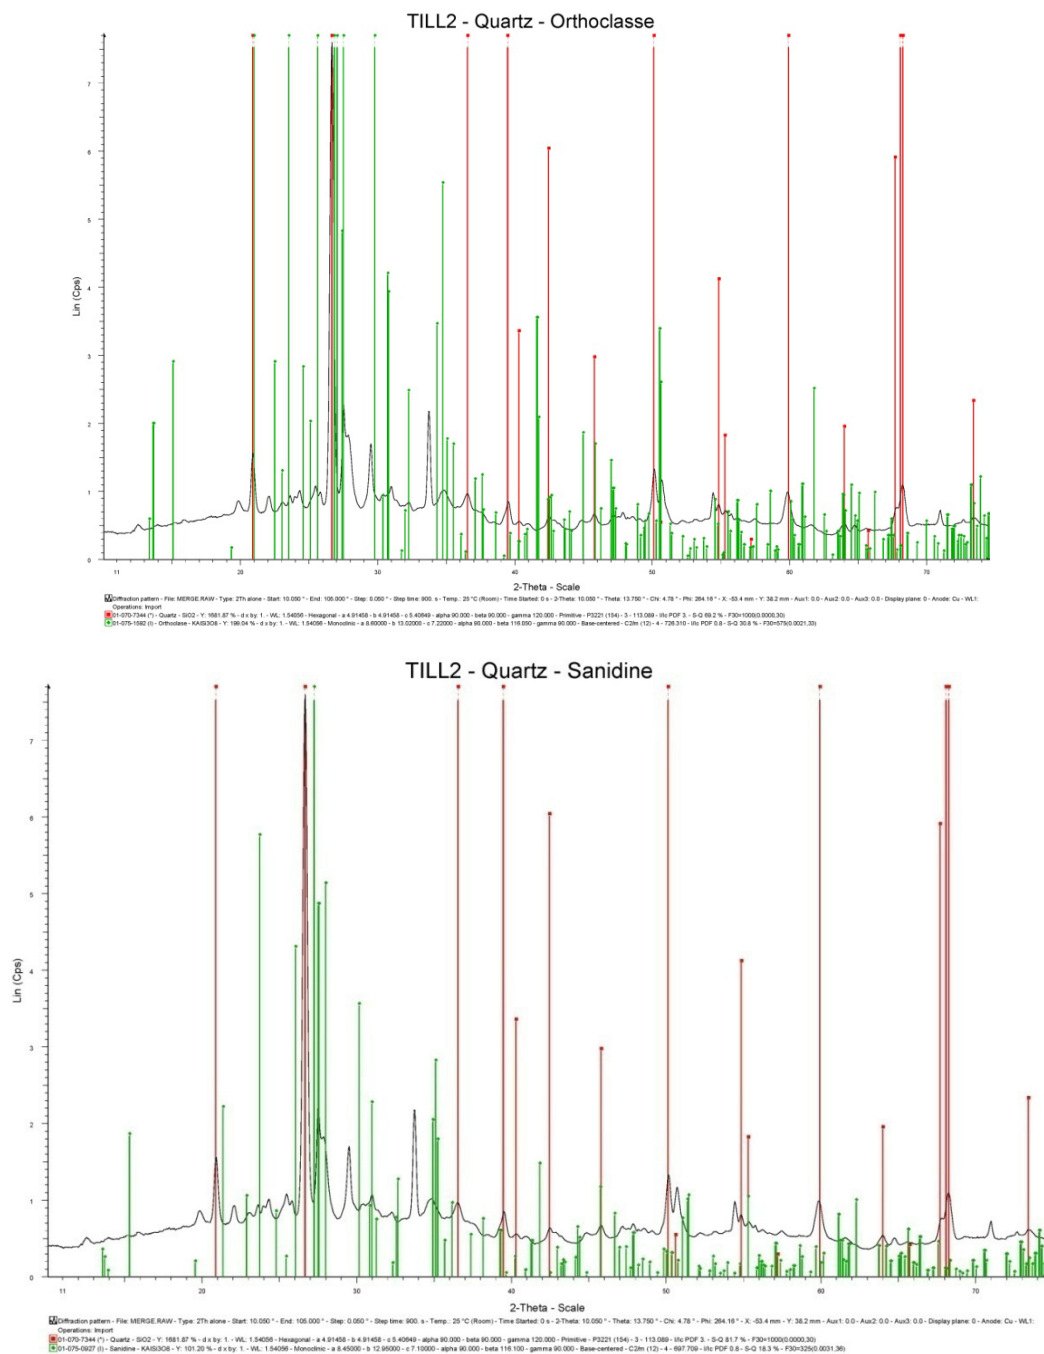 TILL2 - Quartz - Orthoclasse
Lin (Cps)
7
6
5
4
3
2
1
0
11 20 30 40 50 60 70
2-Theta - Scale
Diffraction pattern - File: MERGE.RAW - Type: 2Th alone - Start: 10.050 ° - End: 105.000 ° - Step: 0.050 ° - Step time: 900. s - Temp.: 25 °C (Room) - Time Started: 0 s - 2-Theta: 10.050 ° - Theta: 13.750 ° - Chi: 4.78 ° - Phi: 264.16 ° - X: -53.4 mm - Y: 38.2 mm - Aux1: 0.0 - Aux2: 0.0 - Aux3: 0.0 - Display plane: 0 - Anode: Cu - WL1:
Operations: Import
01-070-7344 (*) - Quartz - SiO2 - Y: 1681.87 % - d x by: 1. - WL: 1.54056 - Hexagonal - a 4.91458 - b 4.91458 - c 5.40649 - alpha 90.000 - beta 90.000 - gamma 120.000 - Primitive - P3221 (154) - 3 - 113.089 - I/Ic PDF 3. - S-Q 69.2 % - F30=1000(0.0000,30)
01-075-1592 (I) - Orthoclase - KAlSi3O8 - Y: 199.04 % - d x by: 1. - WL: 1.54056 - Monoclinic - a 8.60000 - b 13.02000 - c 7.22000 - alpha 90.000 - beta 116.050 - gamma 90.000 - Base-centered - C2/m (12) - 4 - 726.310 - I/Ic PDF 0.8 - S-Q 30.8 % - F30=575(0.0021,33)
TILL2 - Quartz - Sanidine
Lin (Cps)
7
6
5
4
3
2
1
0
11 20 30 40 50 60 70
2-Theta - Scale
Diffraction pattern - File: MERGE.RAW - Type: 2Th alone - Start: 10.050 ° - End: 105.000 ° - Step: 0.050 ° - Step time: 900. s - Temp.: 25 °C (Room) - Time Started: 0 s - 2-Theta: 10.050 ° - Theta: 13.750 ° - Chi: 4.78 ° - Phi: 264.16 ° - X: -53.4 mm - Y: 38.2 mm - Aux1: 0.0 - Aux2: 0.0 - Aux3: 0.0 - Display plane: 0 - Anode: Cu - WL1:
Operations: Import
01-070-7344 (*) - Quartz - SiO2 - Y: 1681.87 % - d x by: 1. - WL: 1.54056 - Hexagonal - a 4.91458 - b 4.91458 - c 5.40649 - alpha 90.000 - beta 90.000 - gamma 120.000 - Primitive - P3221 (154) - 3 - 113.089 - I/Ic PDF 3. - S-Q 81.7 % - F30=1000(0.0000,30)
01-075-0927 (I) - Sanidine - KAlSi3O8 - Y: 101.20 % - d x by: 1. - WL: 1.54056 - Monoclinic - a 8.45000 - b 12.95000 - c 7.10000 - alpha 90.000 - beta 116.100 - gamma 90.000 - Base-centered - C2/m (12) - 4 - 697.709 - I/Ic PDF 0.8 - S-Q 18.3 % - F30=325(0.0031,36)